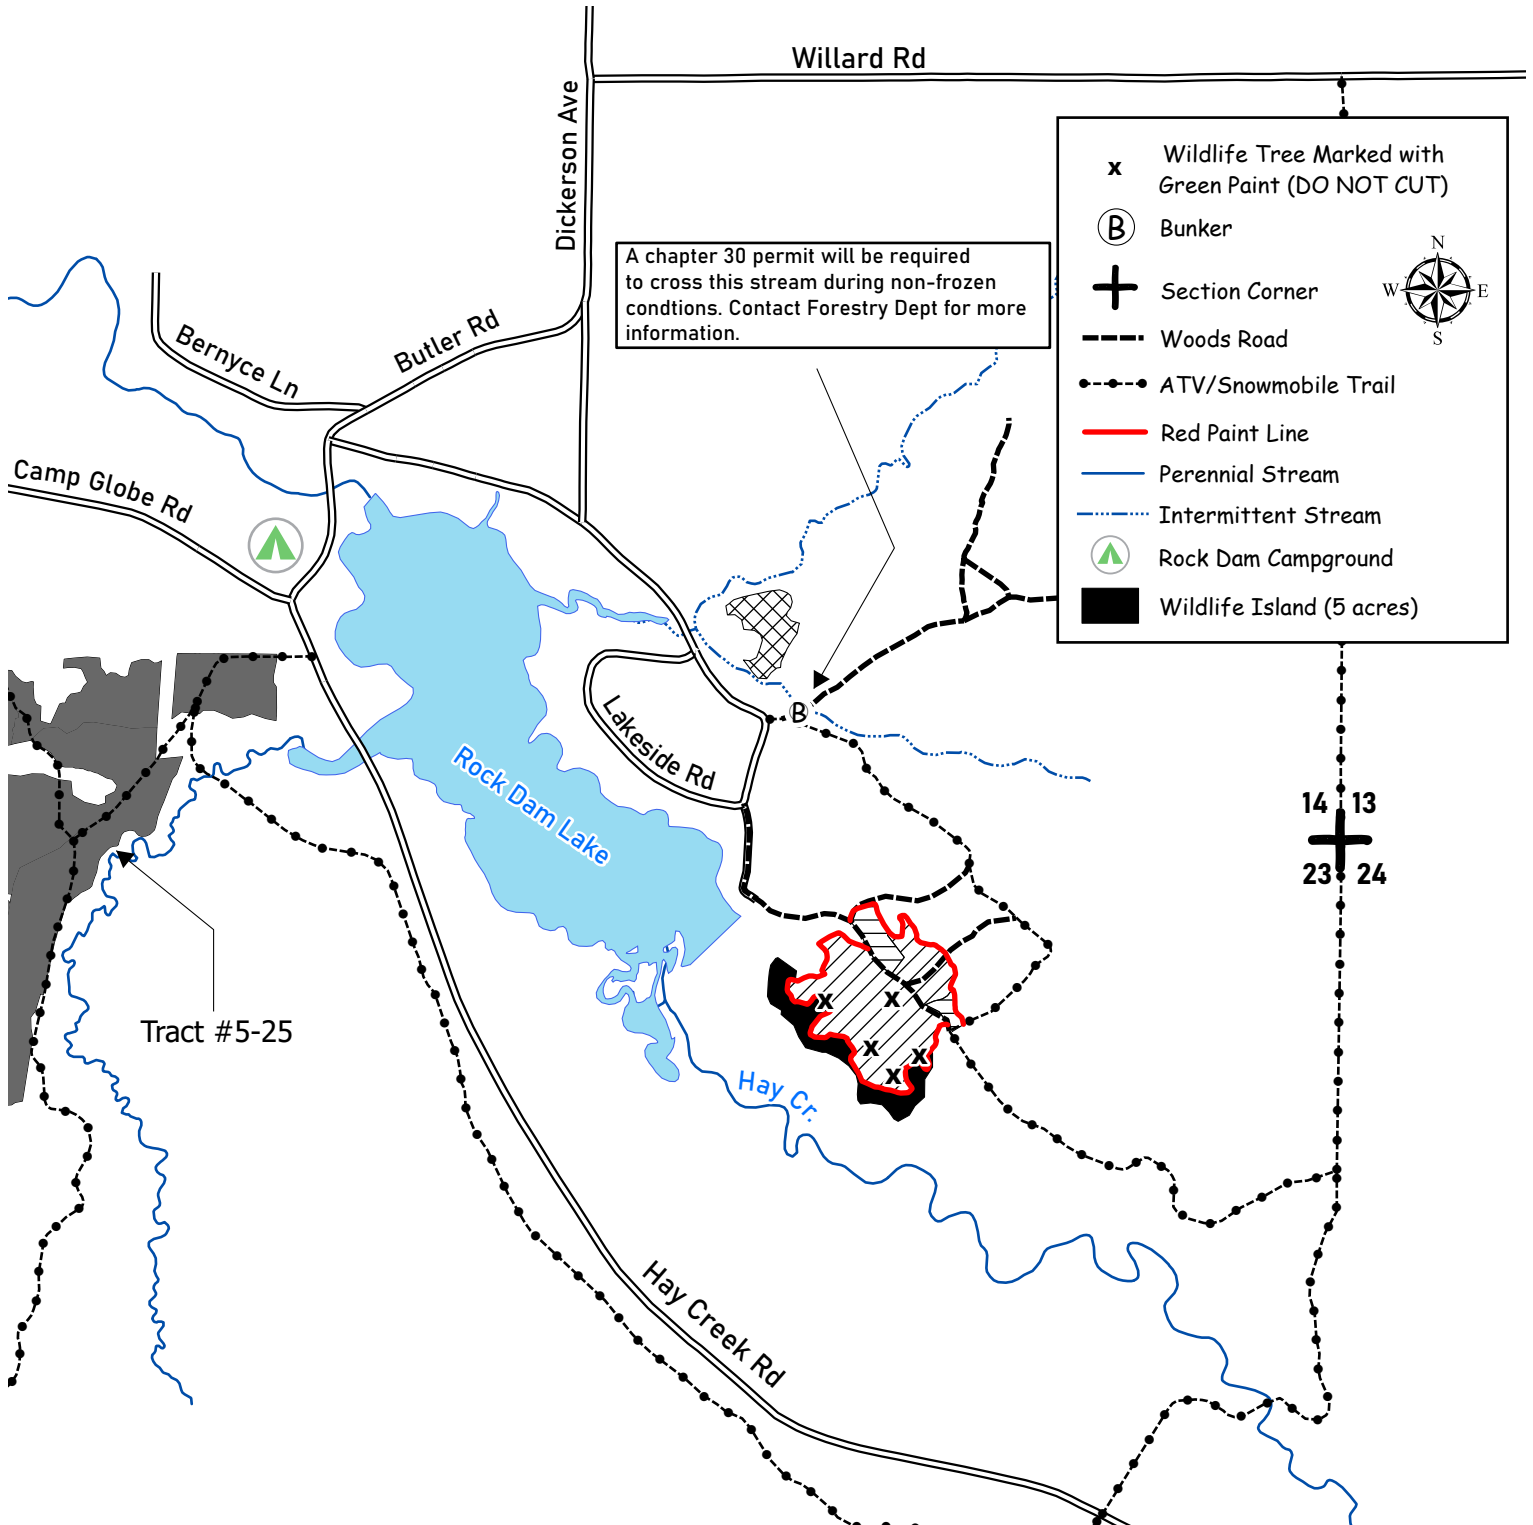 Willard Rd
Dickerson Ave
Wildlife Tree Marked with
Green Paint (DO NOT CUT)
x
B
Bunker
Section Corner
Woods Road
ATV/Snowmobile Trail
Red Paint Line
Perennial Stream
Intermittent Stream
Rock Dam Campground
Wildlife Island (5 acres)
N
W
E
S
A chapter 30 permit will be required
to cross this stream during non-frozen
condtions. Contact Forestry Dept for more
information.
Bernyce Ln
Butler Rd
Camp Globe Rd
Lakeside Rd
B
Rock Dam Lake
14 13
23 24
x
x
x
x
x
Tract #5-25
Hay Cr.
Hay Creek Rd